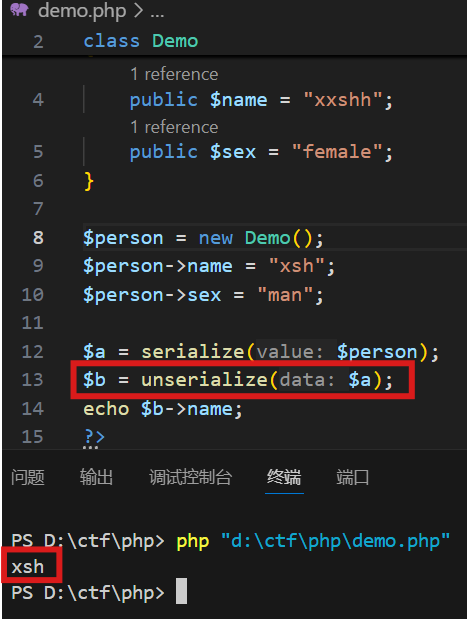 demo.php > ...
2 class Demo
1 reference
4 public $name = "xxshh";
1 reference
5 public $sex = "female";
6 }
7
8 $person = new Demo();
9 $person->name = "xsh";
10 $person->sex = "man";
11
12 $a = serialize(value: $person);
13 $b = unserialize(data: $a);
14 echo $b->name;
15 ?>
问题 输出 调试控制台 终端 端口
PS D:\ctf\php> php "d:\ctf\php\demo.php"
xsh
PS D:\ctf\php>